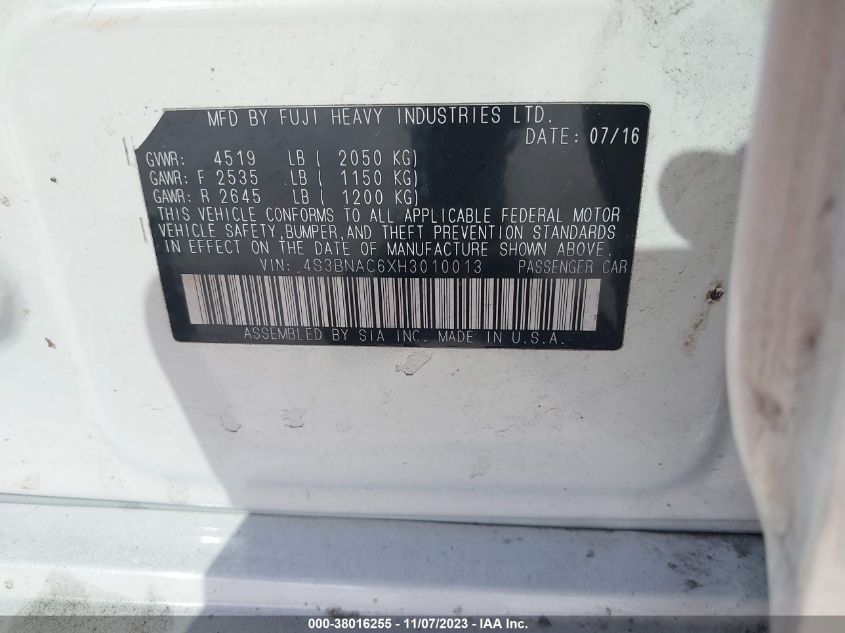 MFD BY FUJI HEAVY INDUSTRIES LTD.
DATE: 07/16
GVWR: 4519 LB ( 2050 KG)
GAWR: F 2535 LB ( 1150 KG)
GAWR: R 2645 LB ( 1200 KG)
THIS VEHICLE CONFORMS TO ALL APPLICABLE FEDERAL MOTOR
VEHICLE SAFETY,BUMPER,AND THEFT PREVENTION STANDARDS
IN EFFECT ON THE DATE OF MANUFACTURE SHOWN ABOVE.
VIN: 4S3BNAC6XH3010013 PASSENGER CAR
ASSEMBLED BY SIA INC. MADE IN U.S.A.
000-38016255 - 11/07/2023 - 1779 E.